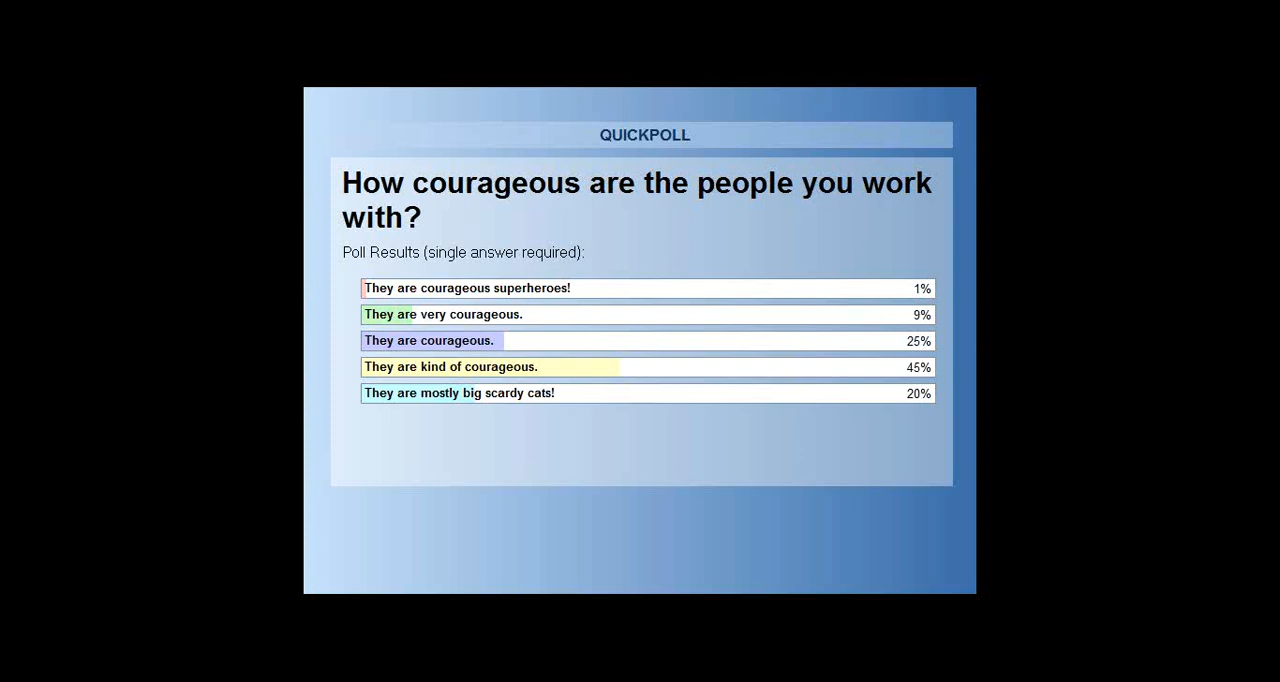 QUICKPOLL
How courageous are the people you work
with?
Poll Results (single answer required):
They are courageous superheroes! 1%
They are very courageous. 9%
They are courageous. 25%
They are kind of courageous. 45%
They are mostly big scardy cats! 20%